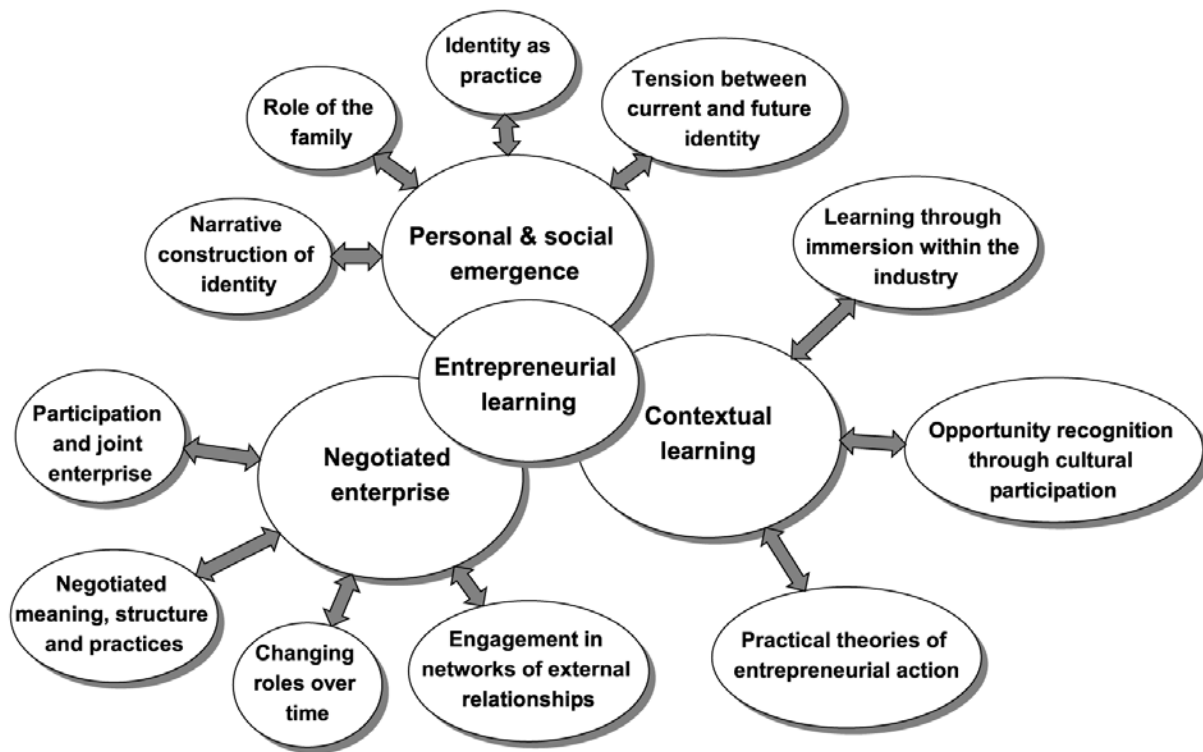 Identity as
practice
Tension between
current and future
identity
Role of the
family
Narrative
construction of
identity
Personal & social
emergence
Learning through
immersion within the
industry
Entrepreneurial
learning
Contextual
learning
Opportunity recognition
through cultural
participation
Participation
and joint
enterprise
Negotiated
enterprise
Negotiated
meaning, structure
and practices
Changing
roles over
time
Engagement in
networks of external
relationships
Practical theories of
entrepreneurial action